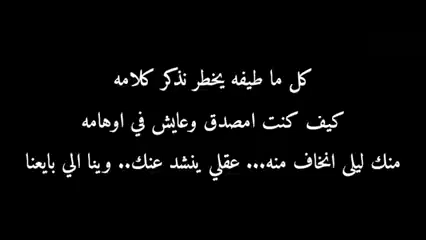 كل ما طيفه يخطر نذكر كلامه
كيف كنت امصدق وعايش في اوهامه
منك ليلى انخاف منه... عقلي ينشد عنك.. وينا الي بايعنا